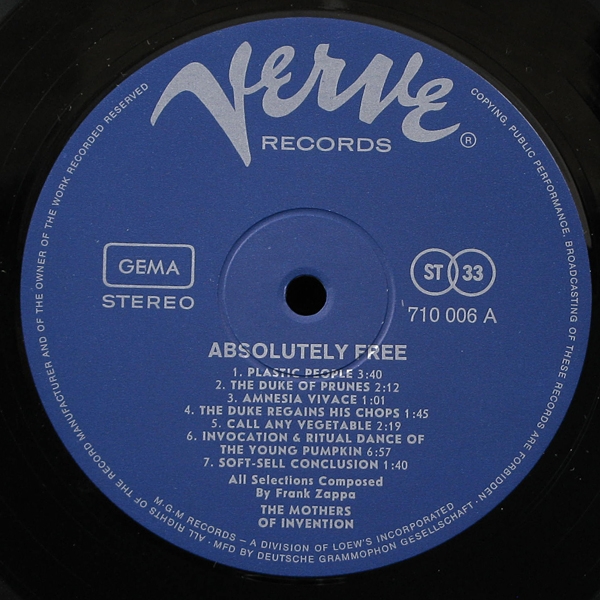 Verve
RECORDS
®
GEMA
STEREO
ST 33
710 006 A
ABSOLUTELY FREE
1. PLASTIC PEOPLE 3:40
2. THE DUKE OF PRUNES 2:12
3. AMNESIA VIVACE 1:01
4. THE DUKE REGAINS HIS CHOPS 1:45
5. CALL ANY VEGETABLE 2:19
6. INVOCATION & RITUAL DANCE OF
THE YOUNG PUMPKIN 6:57
7. SOFT-SELL CONCLUSION 1:40
All Selections Composed
By Frank Zappa
THE MOTHERS
OF INVENTION
M·G·M RECORDS – A DIVISION OF LOEW'S INCORPORATED
ALL RIGHTS OF THE RECORD MANUFACTURER AND OF THE OWNER OF THE WORK RECORDED RESERVED
COPYING, PUBLIC PERFORMANCE, BROADCASTING OF THESE RECORDS ARE FORBIDDEN
· MFD BY DEUTSCHE GRAMMOPHON GESELLSCHAFT ·